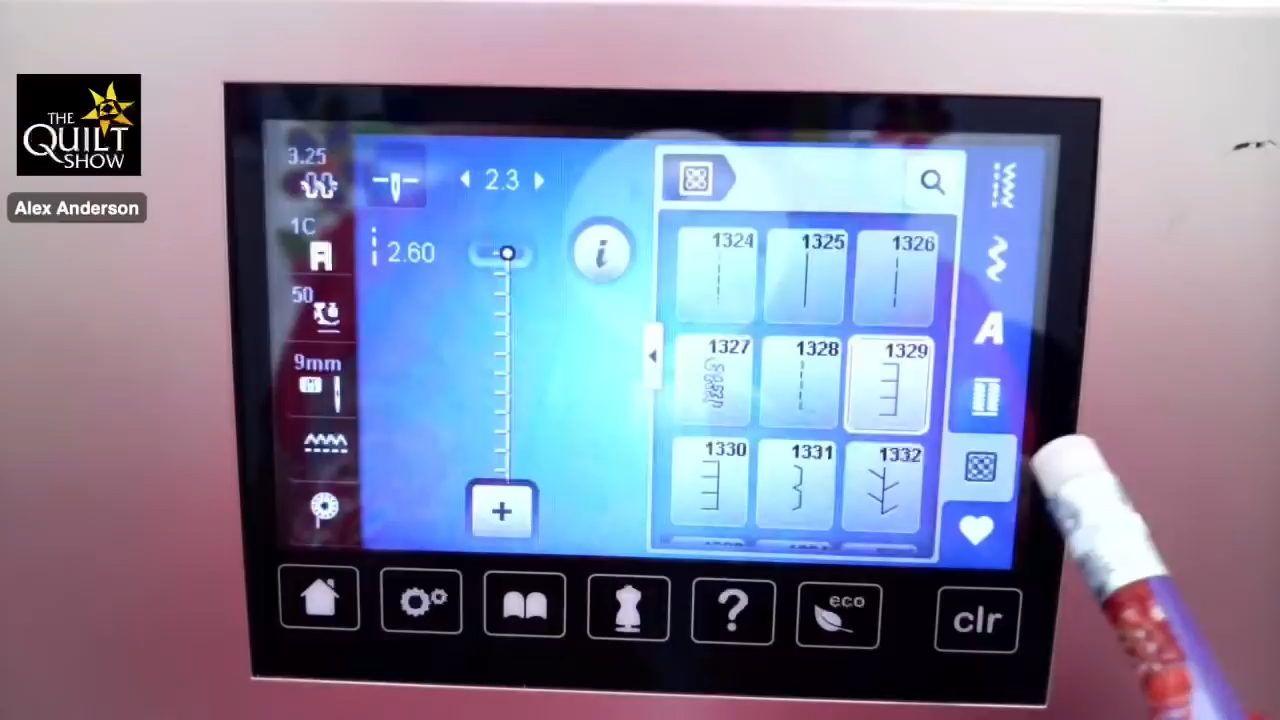 THE
QUILT
SHOW
Alex Anderson
3.25
2.3
1C
2.60
50
9mm
1324
1325
1326
1327
1328
1329
1330
1331
1332
i
A
+
?
eco
clr